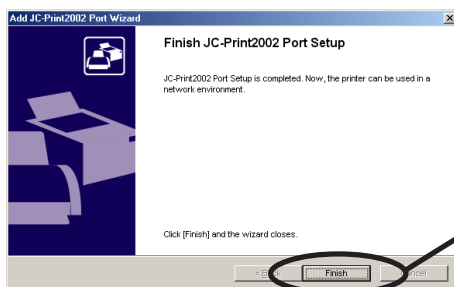 Add JC-Print2002 Port Wizard
Finish JC-Print2002 Port Setup
JC-Print2002 Port Setup is completed. Now, the printer can be used in a
network environment.
Click [Finish] and the wizard closes.
Finish